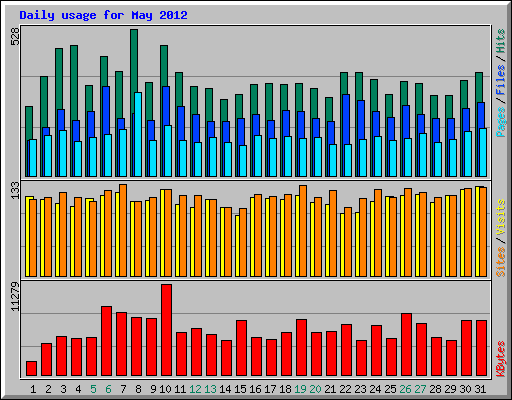 Daily usage for May 2012
528
Pages/Files/Hits
133
Sites/Visits
11279
KBytes
1 2 3 4 5 6 7 8 9 10 11 12 13 14 15 16 17 18 19 20 21 22 23 24 25 26 27 28 29 30 31